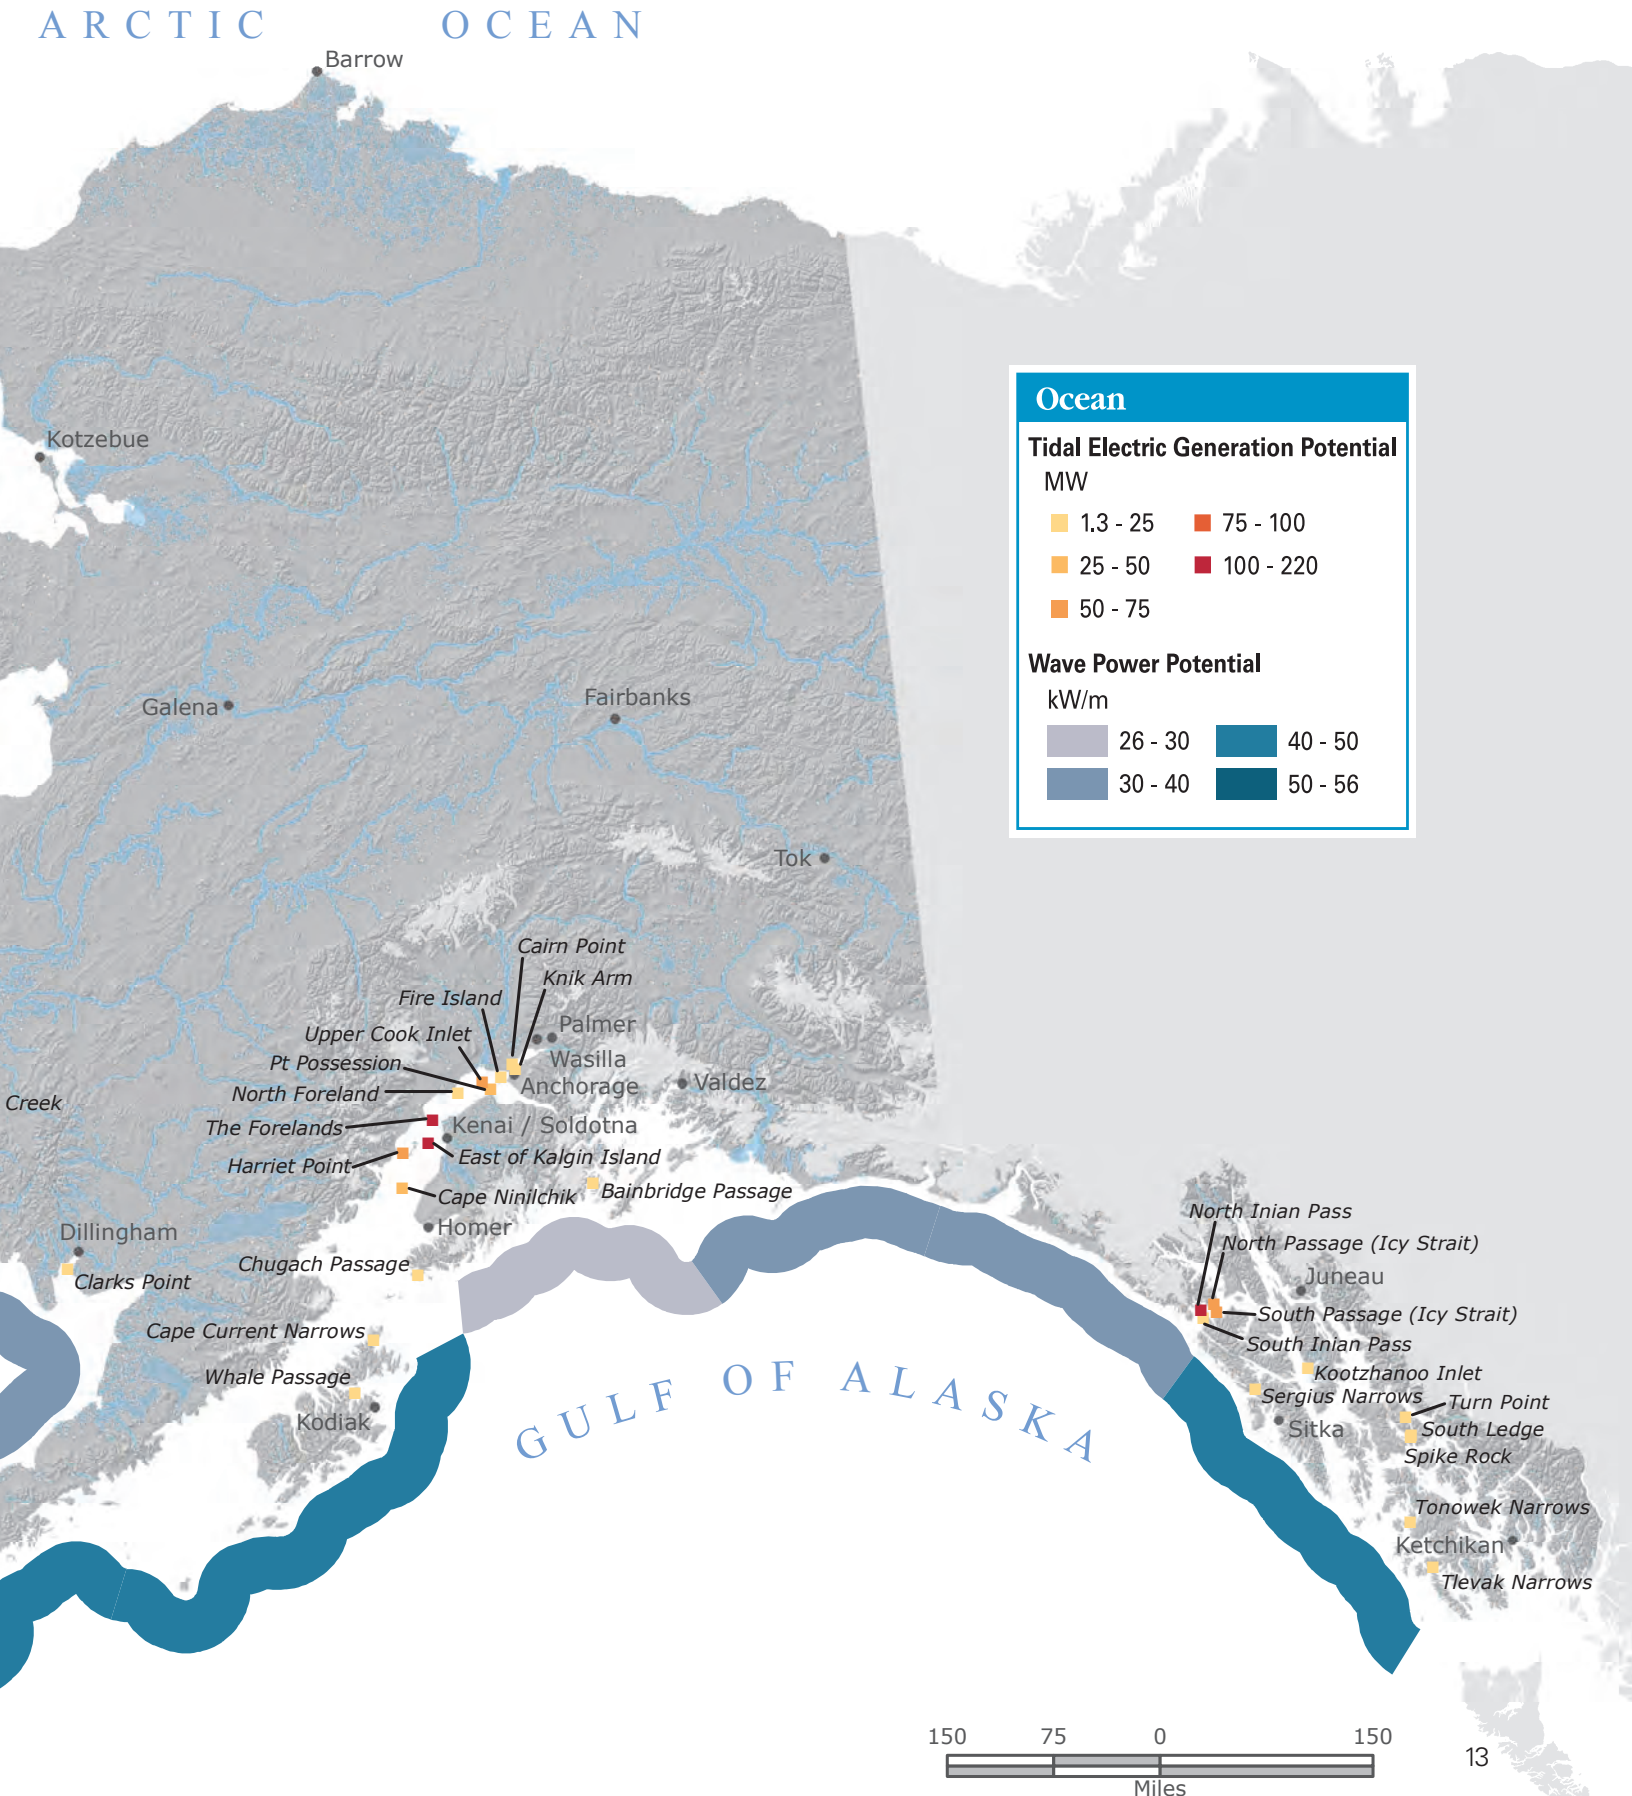 ARCTIC OCEAN
Barrow
Kotzebue
Ocean
Tidal Electric Generation Potential
MW
1.3 - 25
75 - 100
25 - 50
100 - 220
50 - 75
Wave Power Potential
kW/m
26 - 30
40 - 50
30 - 40
50 - 56
Galena
Fairbanks
Tok
Cairn Point
Knik Arm
Fire Island
Upper Cook Inlet
Palmer
Pt Possession
Wasilla
North Foreland
Anchorage
Valdez
Creek
The Forelands
Kenai / Soldotna
Harriet Point
East of Kalgin Island
Cape Ninilchik
Bainbridge Passage
Homer
Dillingham
Clarks Point
Chugach Passage
Cape Current Narrows
Whale Passage
Kodiak
North Inian Pass
North Passage (Icy Strait)
Juneau
South Passage (Icy Strait)
South Inian Pass
Kootzhanoo Inlet
Sergius Narrows
Turn Point
Sitka
South Ledge
Spike Rock
Tonowek Narrows
Ketchikan
Tlevak Narrows
GULF OF ALASKA
150 75 0 150
Miles
13